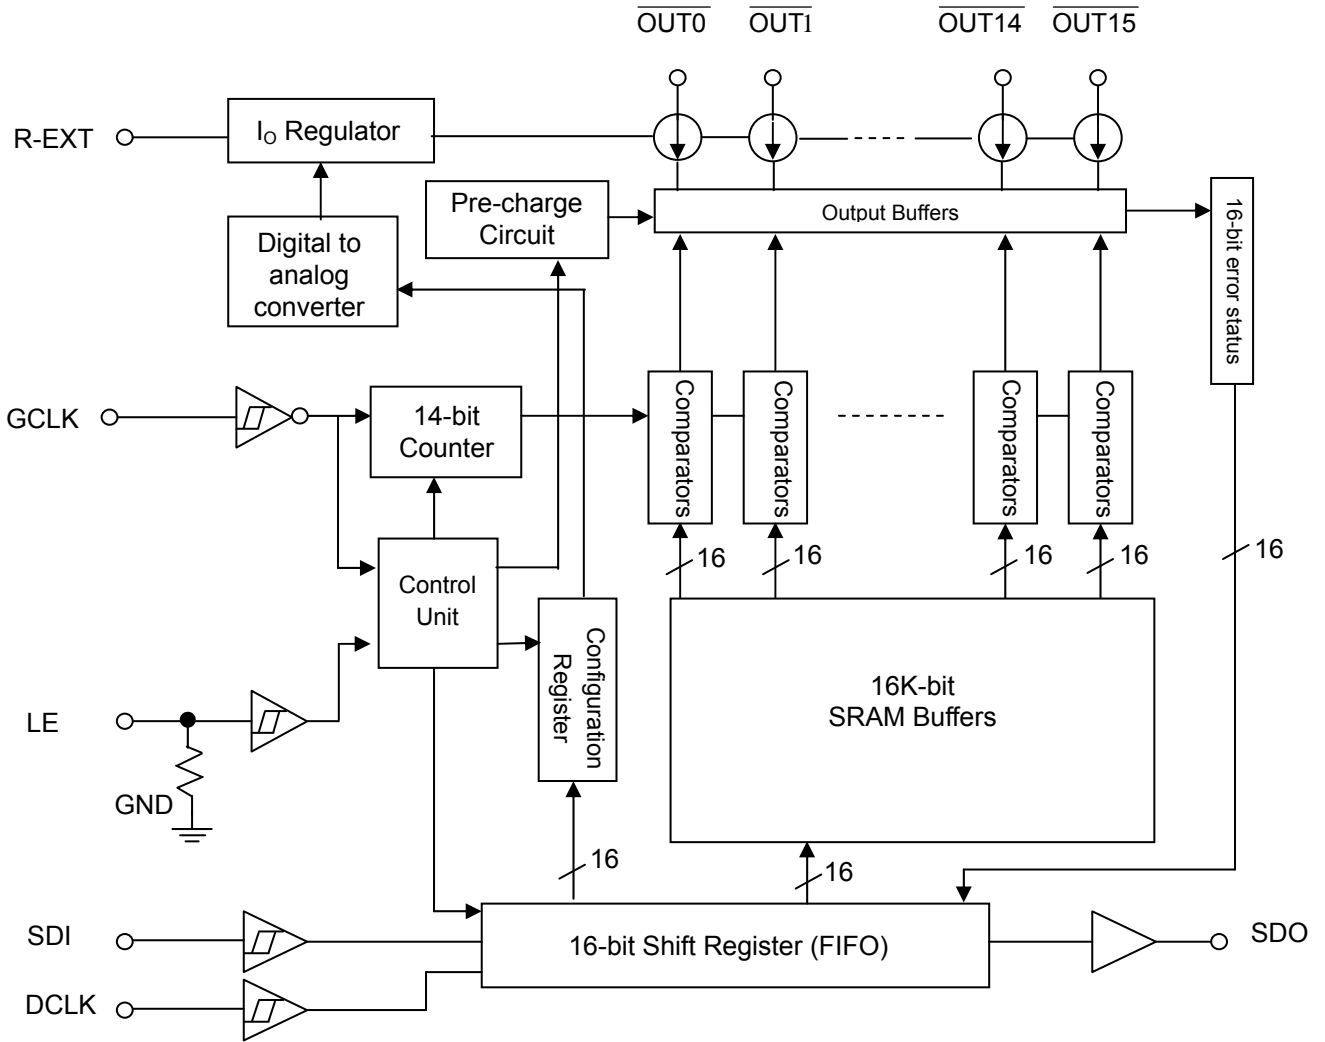 OUT0
OUT1
OUT14
OUT15
R-EXT
IO Regulator
Pre-charge
Circuit
Output Buffers
16-bit error status
Digital to
analog
converter
GCLK
14-bit
Counter
Comparators
Comparators
Comparators
Comparators
16
16
16
16
16
Control
Unit
Configuration
Register
16K-bit
SRAM Buffers
LE
GND
16
16
SDI
16-bit Shift Register (FIFO)
SDO
DCLK